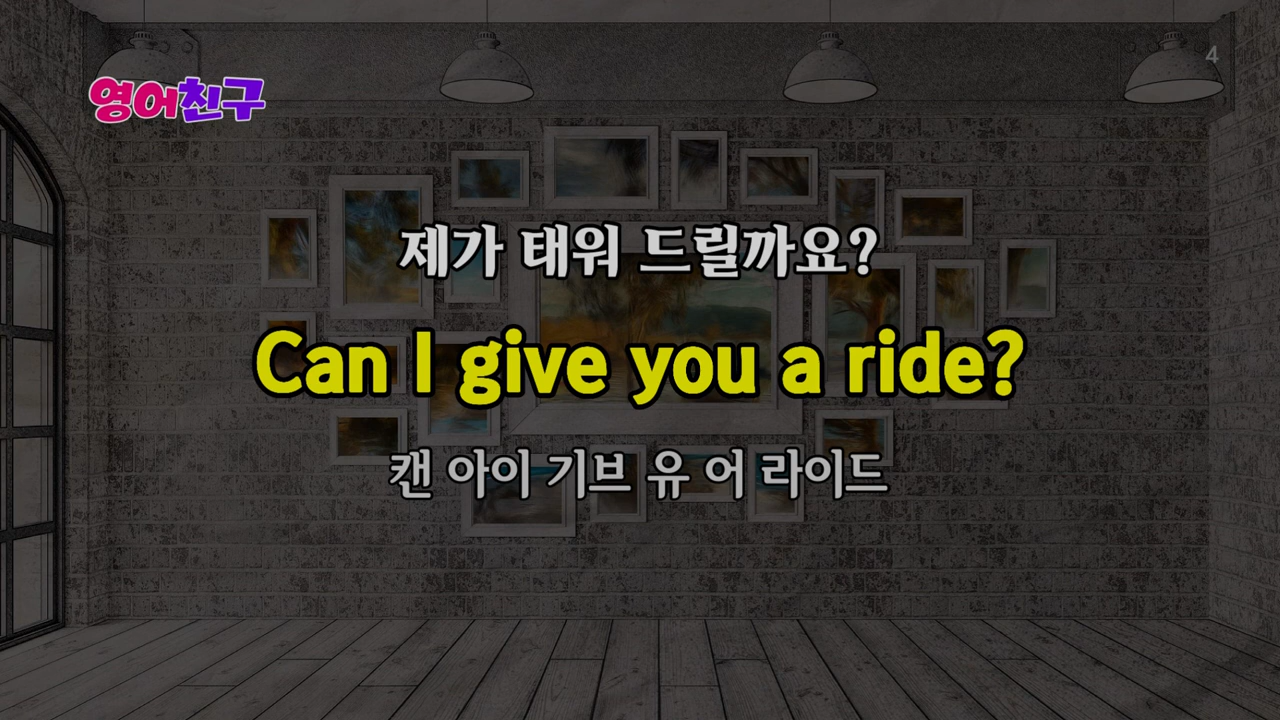 영어친구
4
제가 태워 드릴까요?
Can I give you a ride?
캔 아이 기브 유 어 라이드